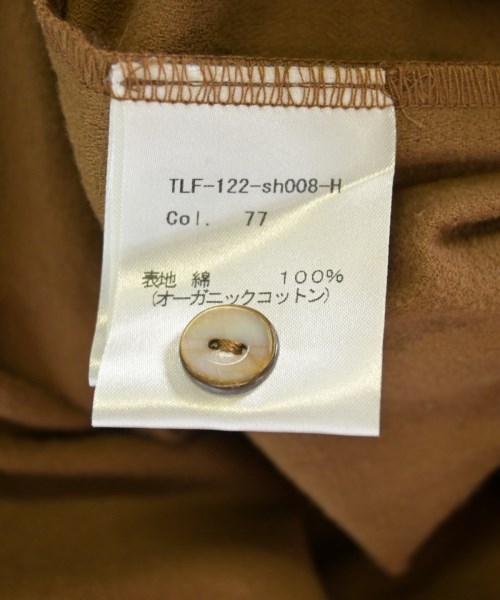 TLF-122-sh008-H
Col. 77
表地 綿 100%
(オーガニックコットン)